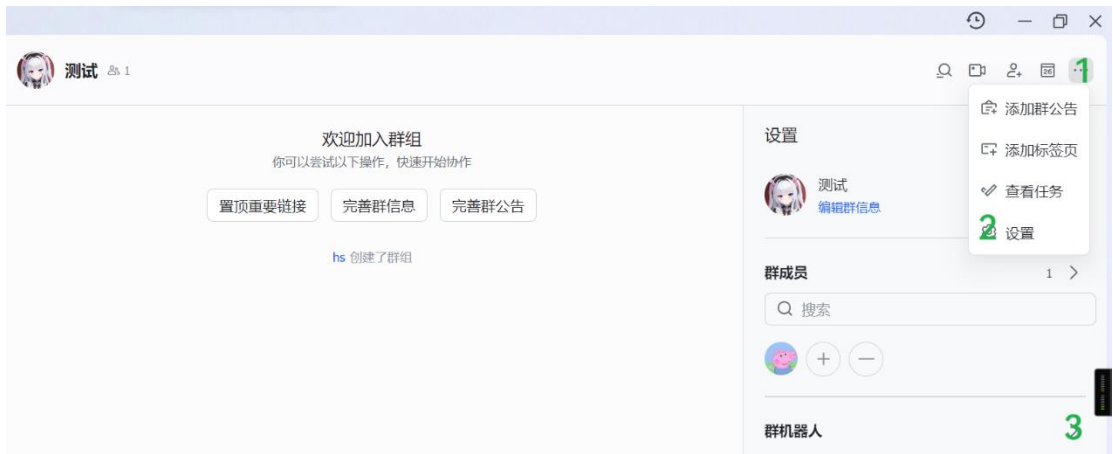 测试 1
26
1
添加群公告
添加标签页
查看任务
2 设置
欢迎加入群组
你可以尝试以下操作，快速开始协作
置顶重要链接 完善群信息 完善群公告
hs 创建了群组
设置
测试
编辑群信息
群成员 1
搜索
群机器人 3